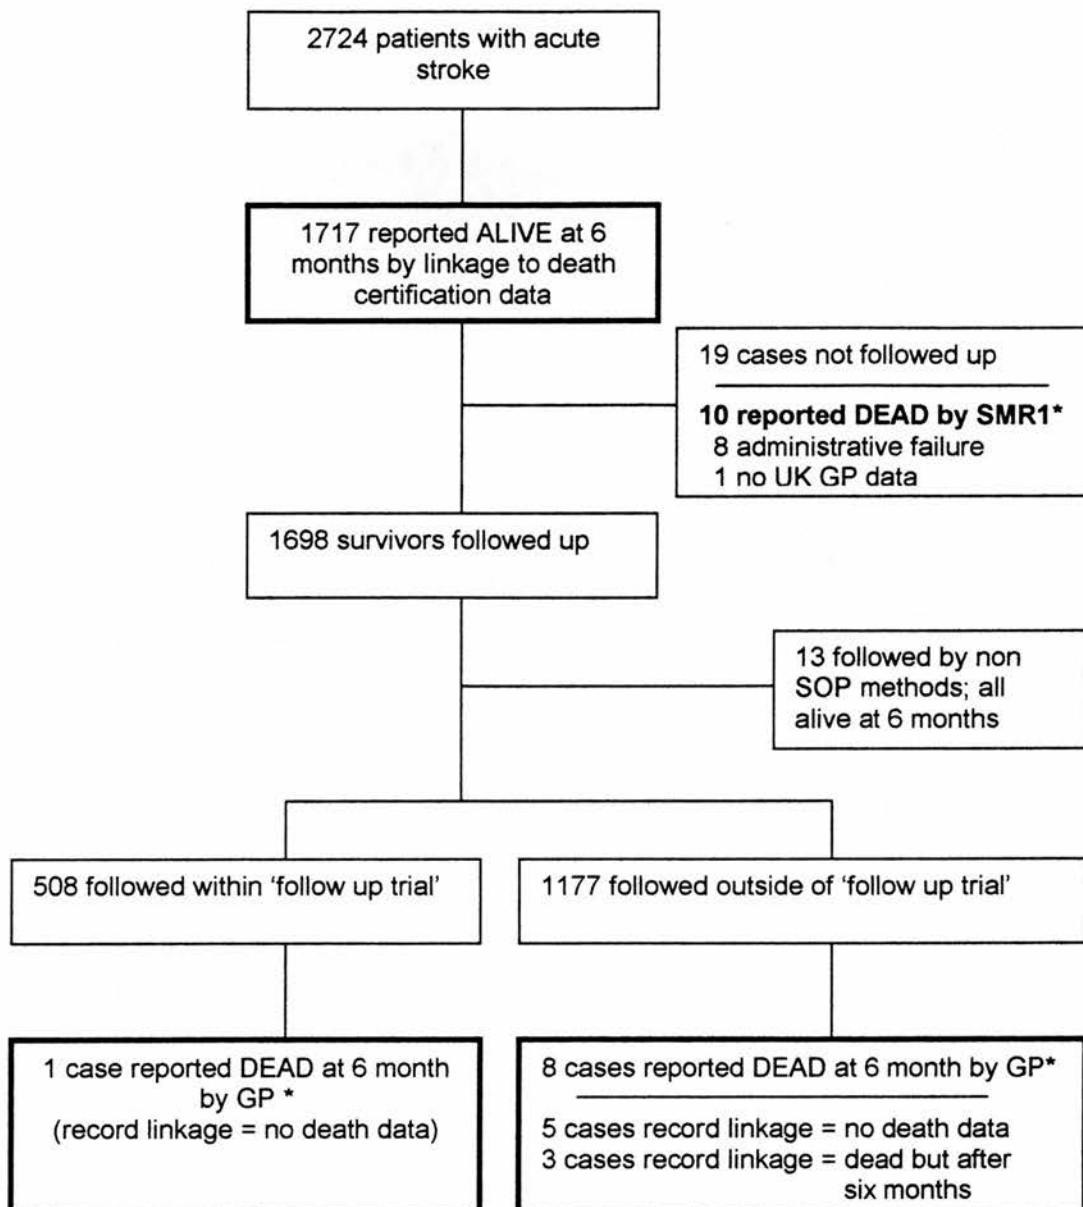 2724 patients with acute
stroke
1717 reported ALIVE at 6
months by linkage to death
certification data
19 cases not followed up
10 reported DEAD by SMR1*
8 administrative failure
1 no UK GP data
1698 survivors followed up
13 followed by non
SOP methods; all
alive at 6 months
508 followed within ‘follow up trial’
1177 followed outside of ‘follow up trial’
1 case reported DEAD at 6 month
by GP *
(record linkage = no death data)
8 cases reported DEAD at 6 month by GP*
5 cases record linkage = no death data
3 cases record linkage = dead but after
six months